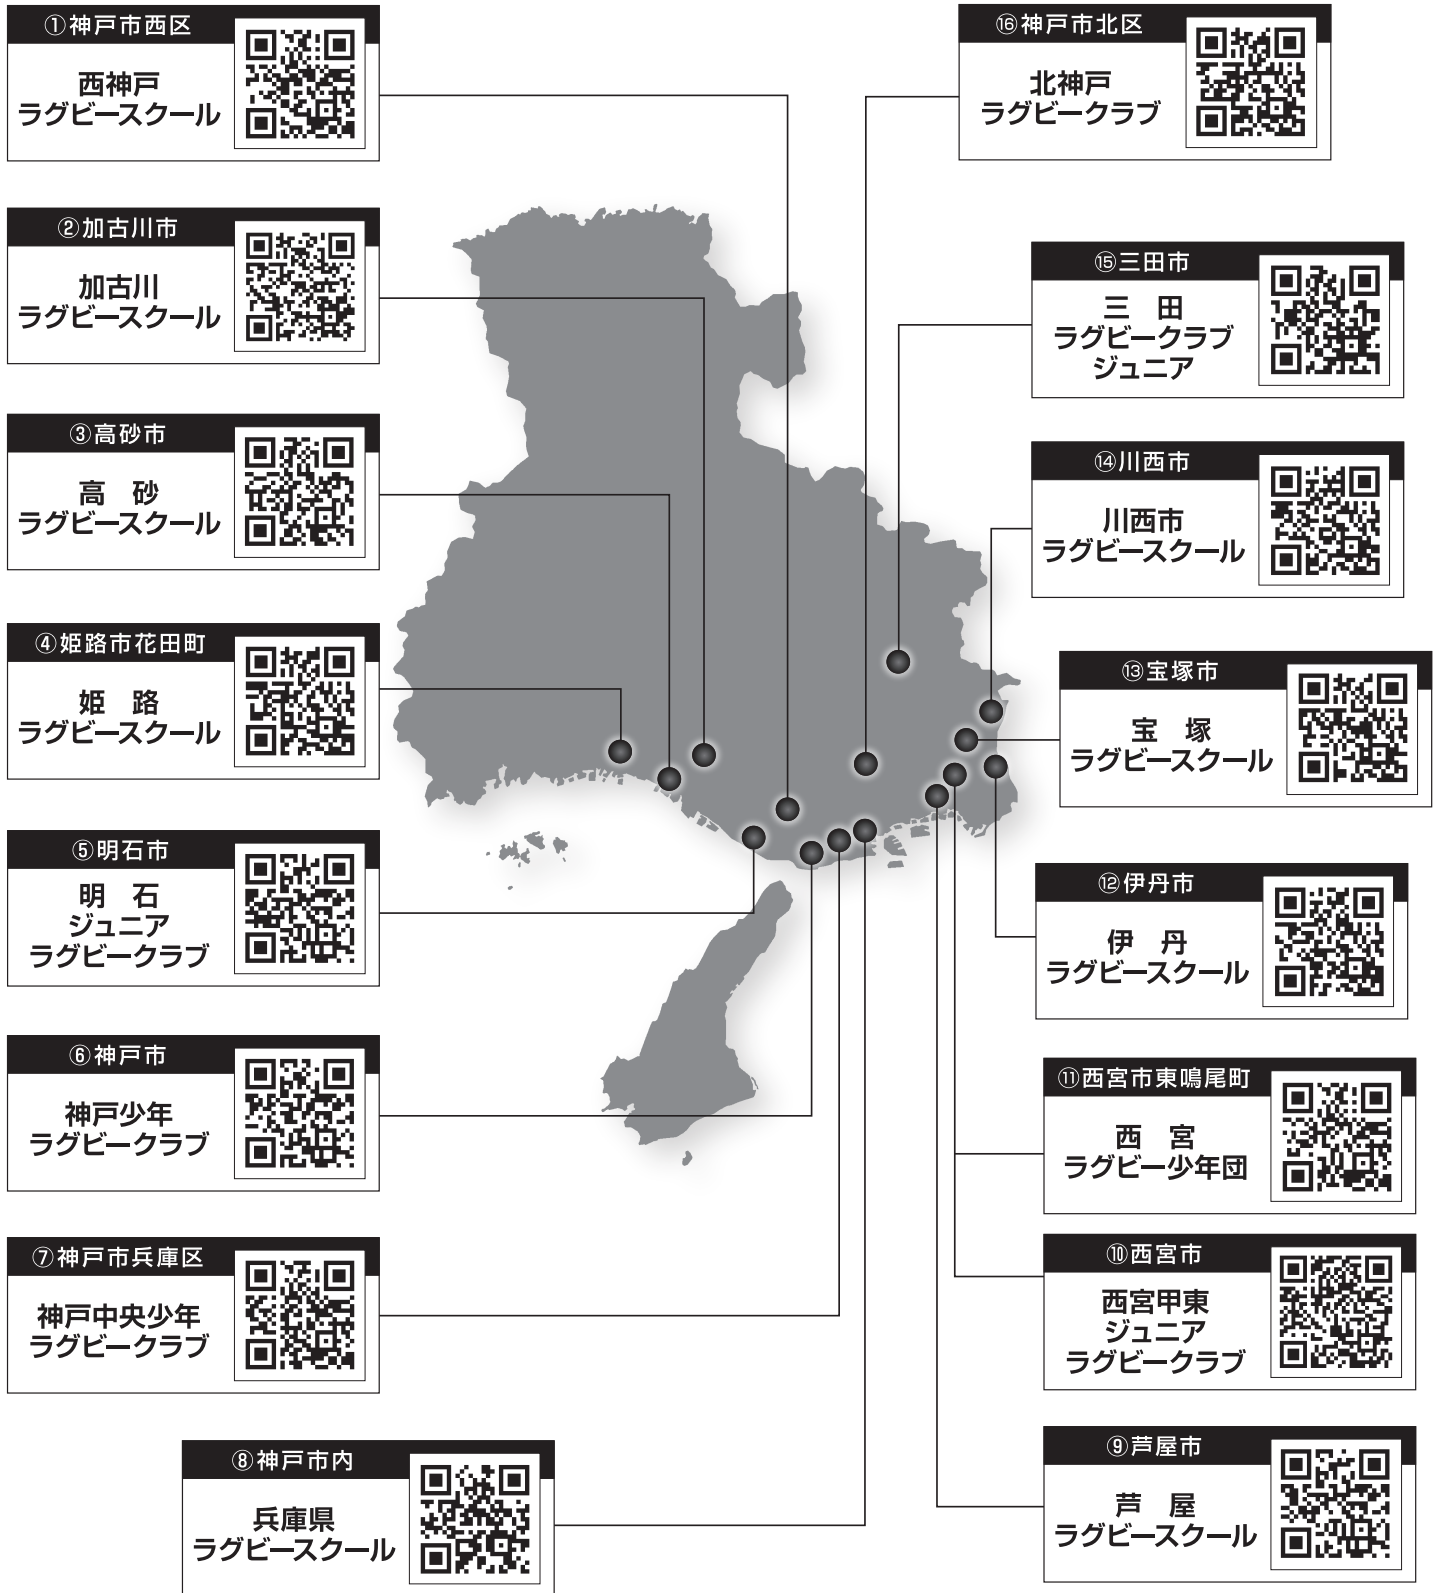 ①神戸市西区
西神戸
ラグビースクール
②加古川市
加古川
ラグビースクール
③高砂市
高　砂
ラグビースクール
④姫路市花田町
姫　路
ラグビースクール
⑤明石市
明　石
ジュニア
ラグビークラブ
⑥神戸市
神戸少年
ラグビークラブ
⑦神戸市兵庫区
神戸中央少年
ラグビークラブ
⑧神戸市内
兵庫県
ラグビースクール
⑯神戸市北区
北神戸
ラグビークラブ
⑮三田市
三　田
ラグビークラブ
ジュニア
⑭川西市
川西市
ラグビースクール
⑬宝塚市
宝　塚
ラグビースクール
⑫伊丹市
伊　丹
ラグビースクール
⑪西宮市東鳴尾町
西　宮
ラグビー少年団
⑩西宮市
西宮甲東
ジュニア
ラグビークラブ
⑨芦屋市
芦　屋
ラグビースクール